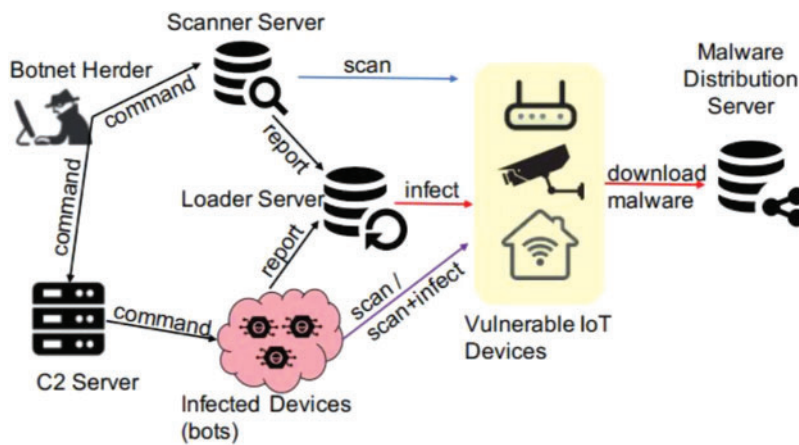 Scanner Server
Botnet Herder
command
scan
Malware
Distribution
Server
report
command
Loader Server
infect
download
malware
report
command
scan /
scan+infect
C2 Server
Infected Devices
(bots)
Vulnerable IoT
Devices